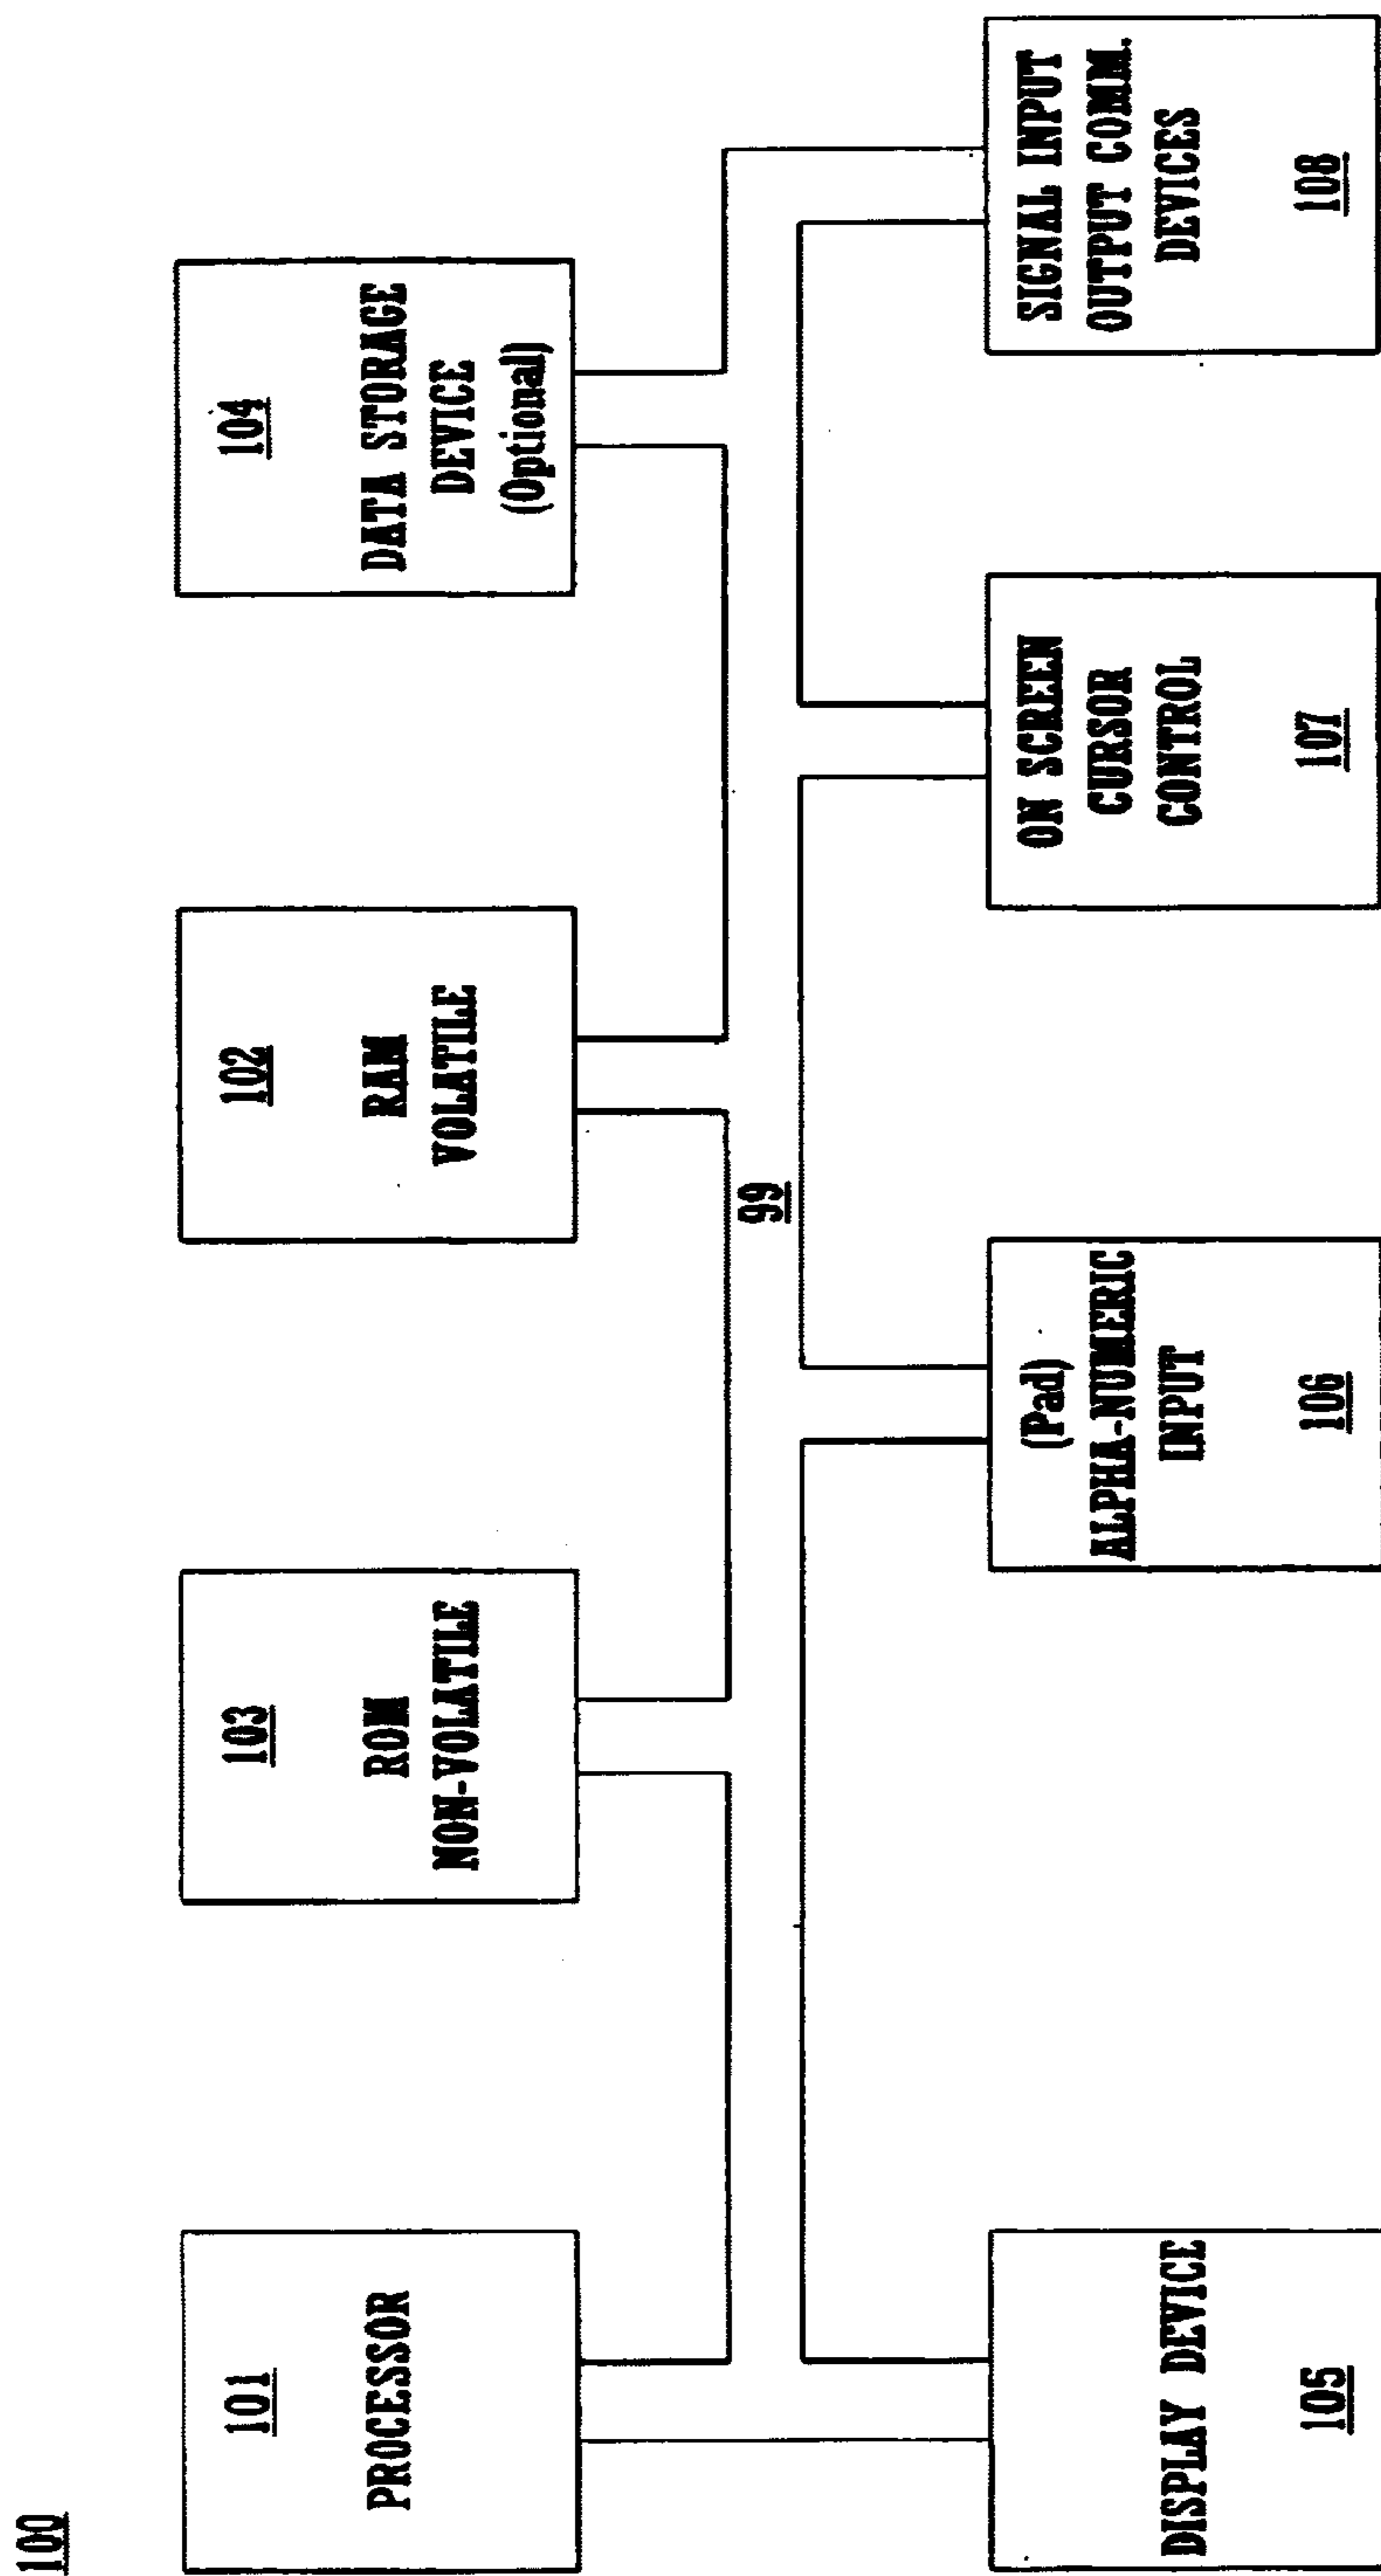 100
101
PROCESSOR
103
ROM
NON-VOLATILE
102
RAM
VOLATILE
104
DATA STORAGE
DEVICE
(Optional)
99
DISPLAY DEVICE
105
(Pad)
ALPHA-NUMERIC
INPUT
106
ON SCREEN
CURSOR
CONTROL
107
SIGNAL INPUT
OUTPUT COMM.
DEVICES
108